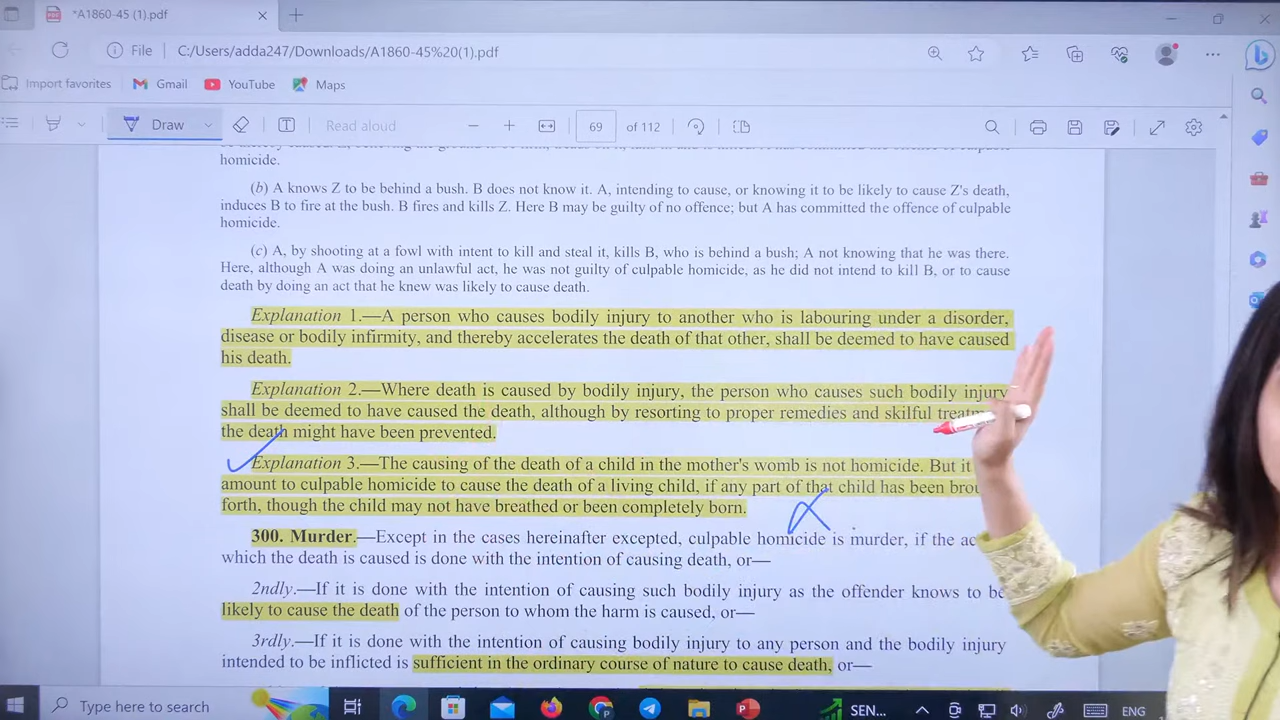 *A1860-45 (1).pdf
File C:/Users/adda247/Downloads/A1860-45%20(1).pdf
Import favorites Gmail YouTube Maps
Draw Read aloud 69 of 112
homicide.
(b) A knows Z to be behind a bush. B does not know it. A, intending to cause, or knowing it to be likely to cause Z's death,
induces B to fire at the bush. B fires and kills Z. Here B may be guilty of no offence; but A has committed the offence of culpable
homicide.
(c) A, by shooting at a fowl with intent to kill and steal it, kills B, who is behind a bush; A not knowing that he was there.
Here, although A was doing an unlawful act, he was not guilty of culpable homicide, as he did not intend to kill B, or to cause
death by doing an act that he knew was likely to cause death.
Explanation 1.—A person who causes bodily injury to another who is labouring under a disorder,
disease or bodily infirmity, and thereby accelerates the death of that other, shall be deemed to have caused
his death.
Explanation 2.—Where death is caused by bodily injury, the person who causes such bodily injury
shall be deemed to have caused the death, although by resorting to proper remedies and skilful
the death might have been prevented.
Explanation 3.—The causing of the death of a child in the mother's womb is not homicide. But it
amount to culpable homicide to cause the death of a living child, if any part of that child has been
forth, though the child may not have breathed or been completely born.
300. Murder.—Except in the cases hereinafter excepted, culpable homicide is murder, if the
which the death is caused is done with the intention of causing death, or—
2ndly.—If it is done with the intention of causing such bodily injury as the offender knows to be
likely to cause the death of the person to whom the harm is caused, or—
3rdly.—If it is done with the intention of causing bodily injury to any person and the bodily injury
intended to be inflicted is sufficient in the ordinary course of nature to cause death, or—
Type here to search SEN... ENG